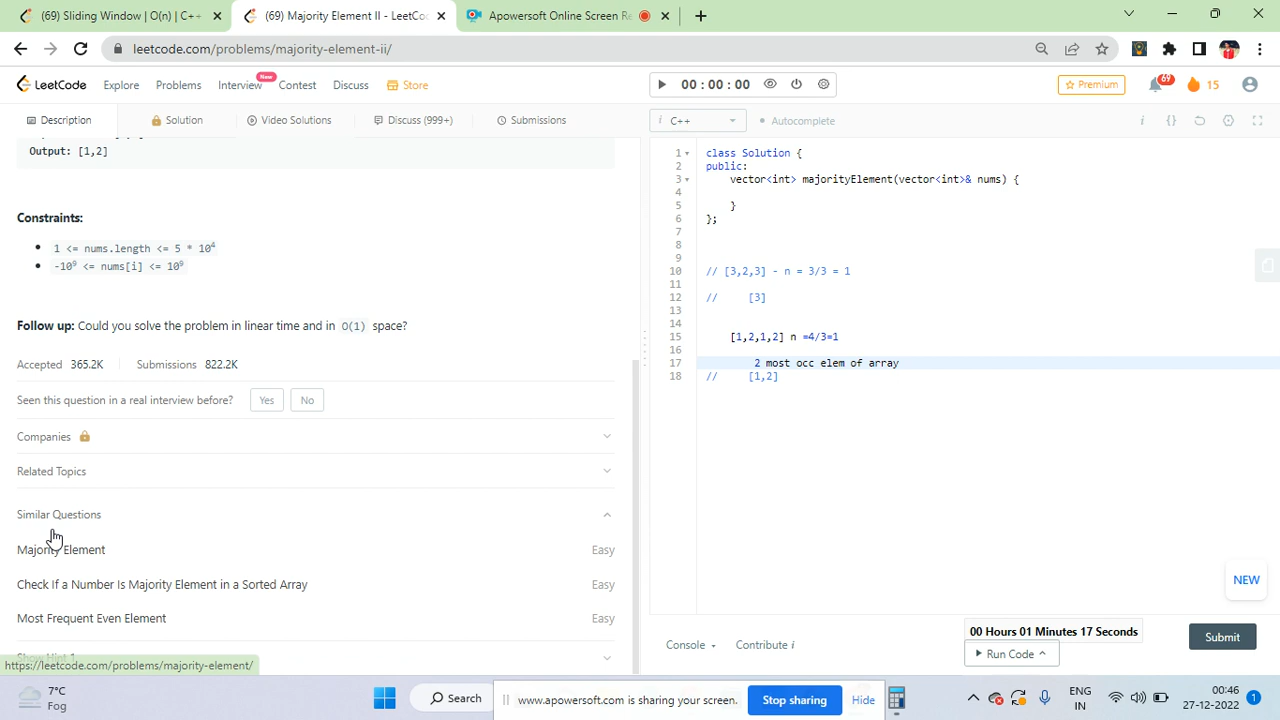 (69) Sliding Window | O(n) | C++
(69) Majority Element II - LeetCo
Apowersoft Online Screen Re
leetcode.com/problems/majority-element-ii/
LeetCode
Explore
Problems
Interview
New
Contest
Discuss
Store
00 : 00 : 00
Premium
69
15
Description
Solution
Video Solutions
Discuss (999+)
Submissions
i C++
Autocomplete
Output: [1,2]
Constraints:
1 <= nums.length <= 5 * 10⁴
-10⁹ <= nums[i] <= 10⁹
Follow up: Could you solve the problem in linear time and in O(1) space?
Accepted 365.2K
Submissions 822.2K
Seen this question in a real interview before?
Yes
No
Companies
Related Topics
Similar Questions
Majority Element
Easy
Check If a Number Is Majority Element in a Sorted Array
Easy
Most Frequent Even Element
Easy
Show Hint 1
https://leetcode.com/problems/majority-element/
1 class Solution {
2 public:
3 vector<int> majorityElement(vector<int>& nums) {
4
5 }
6 };
7
8
9
10 // [3,2,3] - n = 3/3 = 1
11
12 // [3]
13
14
15 [1,2,1,2] n =4/3=1
16
17 2 most occ elem of array
18 // [1,2]
NEW
Console
Contribute i
00 Hours 01 Minutes 17 Seconds
Run Code
Submit
7°C
Fog
Search
www.apowersoft.com is sharing your screen.
Stop sharing
Hide
ENG
IN
00:46
27-12-2022
1